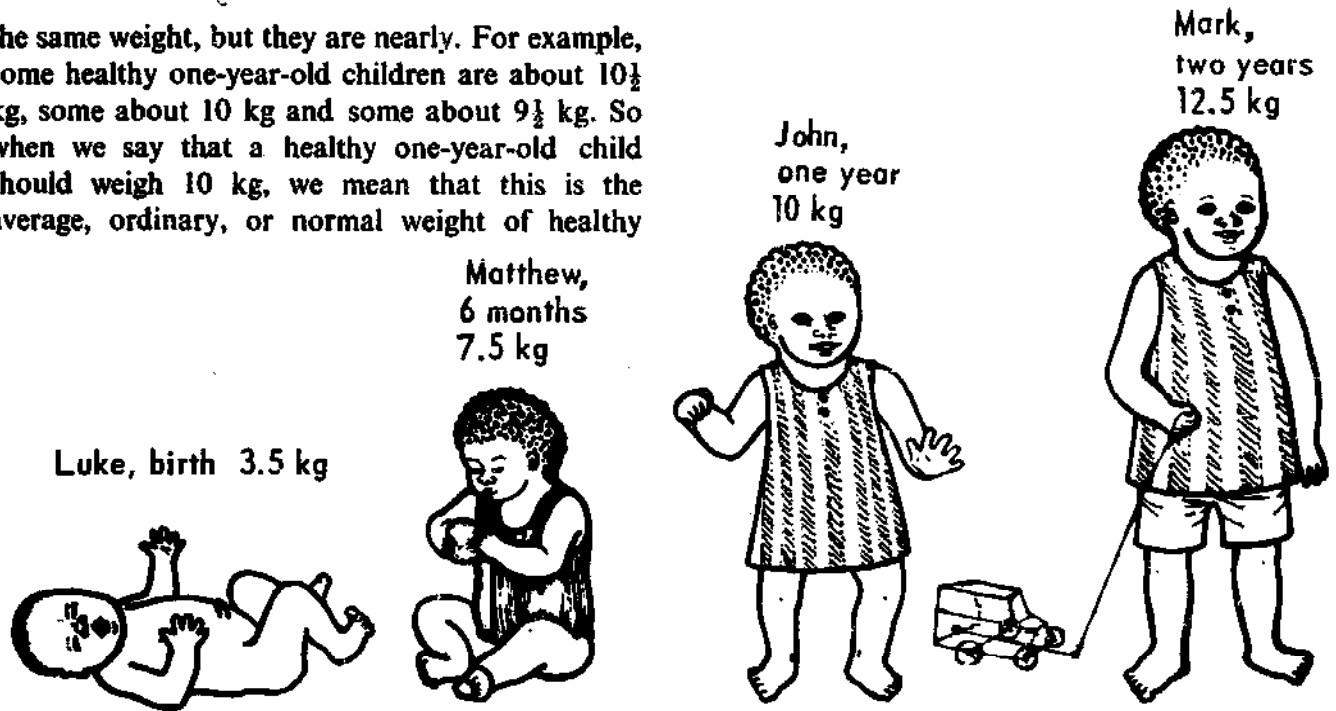 he same weight, but they are nearly. For example,
ome healthy one-year-old children are about 10½
kg, some about 10 kg and some about 9½ kg. So
when we say that a healthy one-year-old child
hould weigh 10 kg, we mean that this is the
average, ordinary, or normal weight of healthy
Mark,
two years
12.5 kg
John,
one year
10 kg
Matthew,
6 months
7.5 kg
Luke, birth 3.5 kg